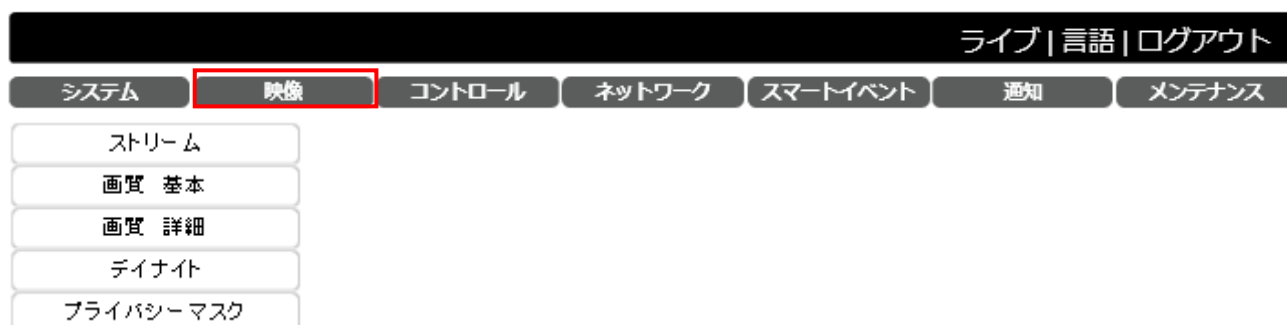 ライブ | 言語 | ログアウト
システム 映像 コントロール ネットワーク スマートイベント 通知 メンテナンス
ストリーム
画質 基本
画質 詳細
デイナイト
プライバシーマスク